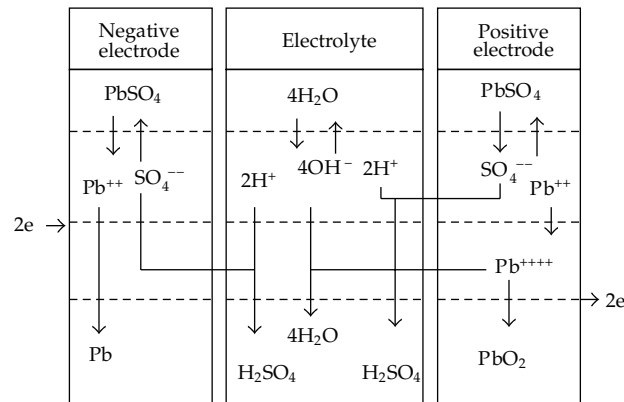 Negative electrode
Electrolyte
Positive electrode
PbSO₄
4H₂O
PbSO₄
Pb⁺⁺
SO₄⁻⁻
2H⁺
4OH⁻
2H⁺
SO₄⁻⁻
Pb⁺⁺
2e
Pb⁺⁺⁺⁺
2e
Pb
4H₂O
H₂SO₄
H₂SO₄
PbO₂